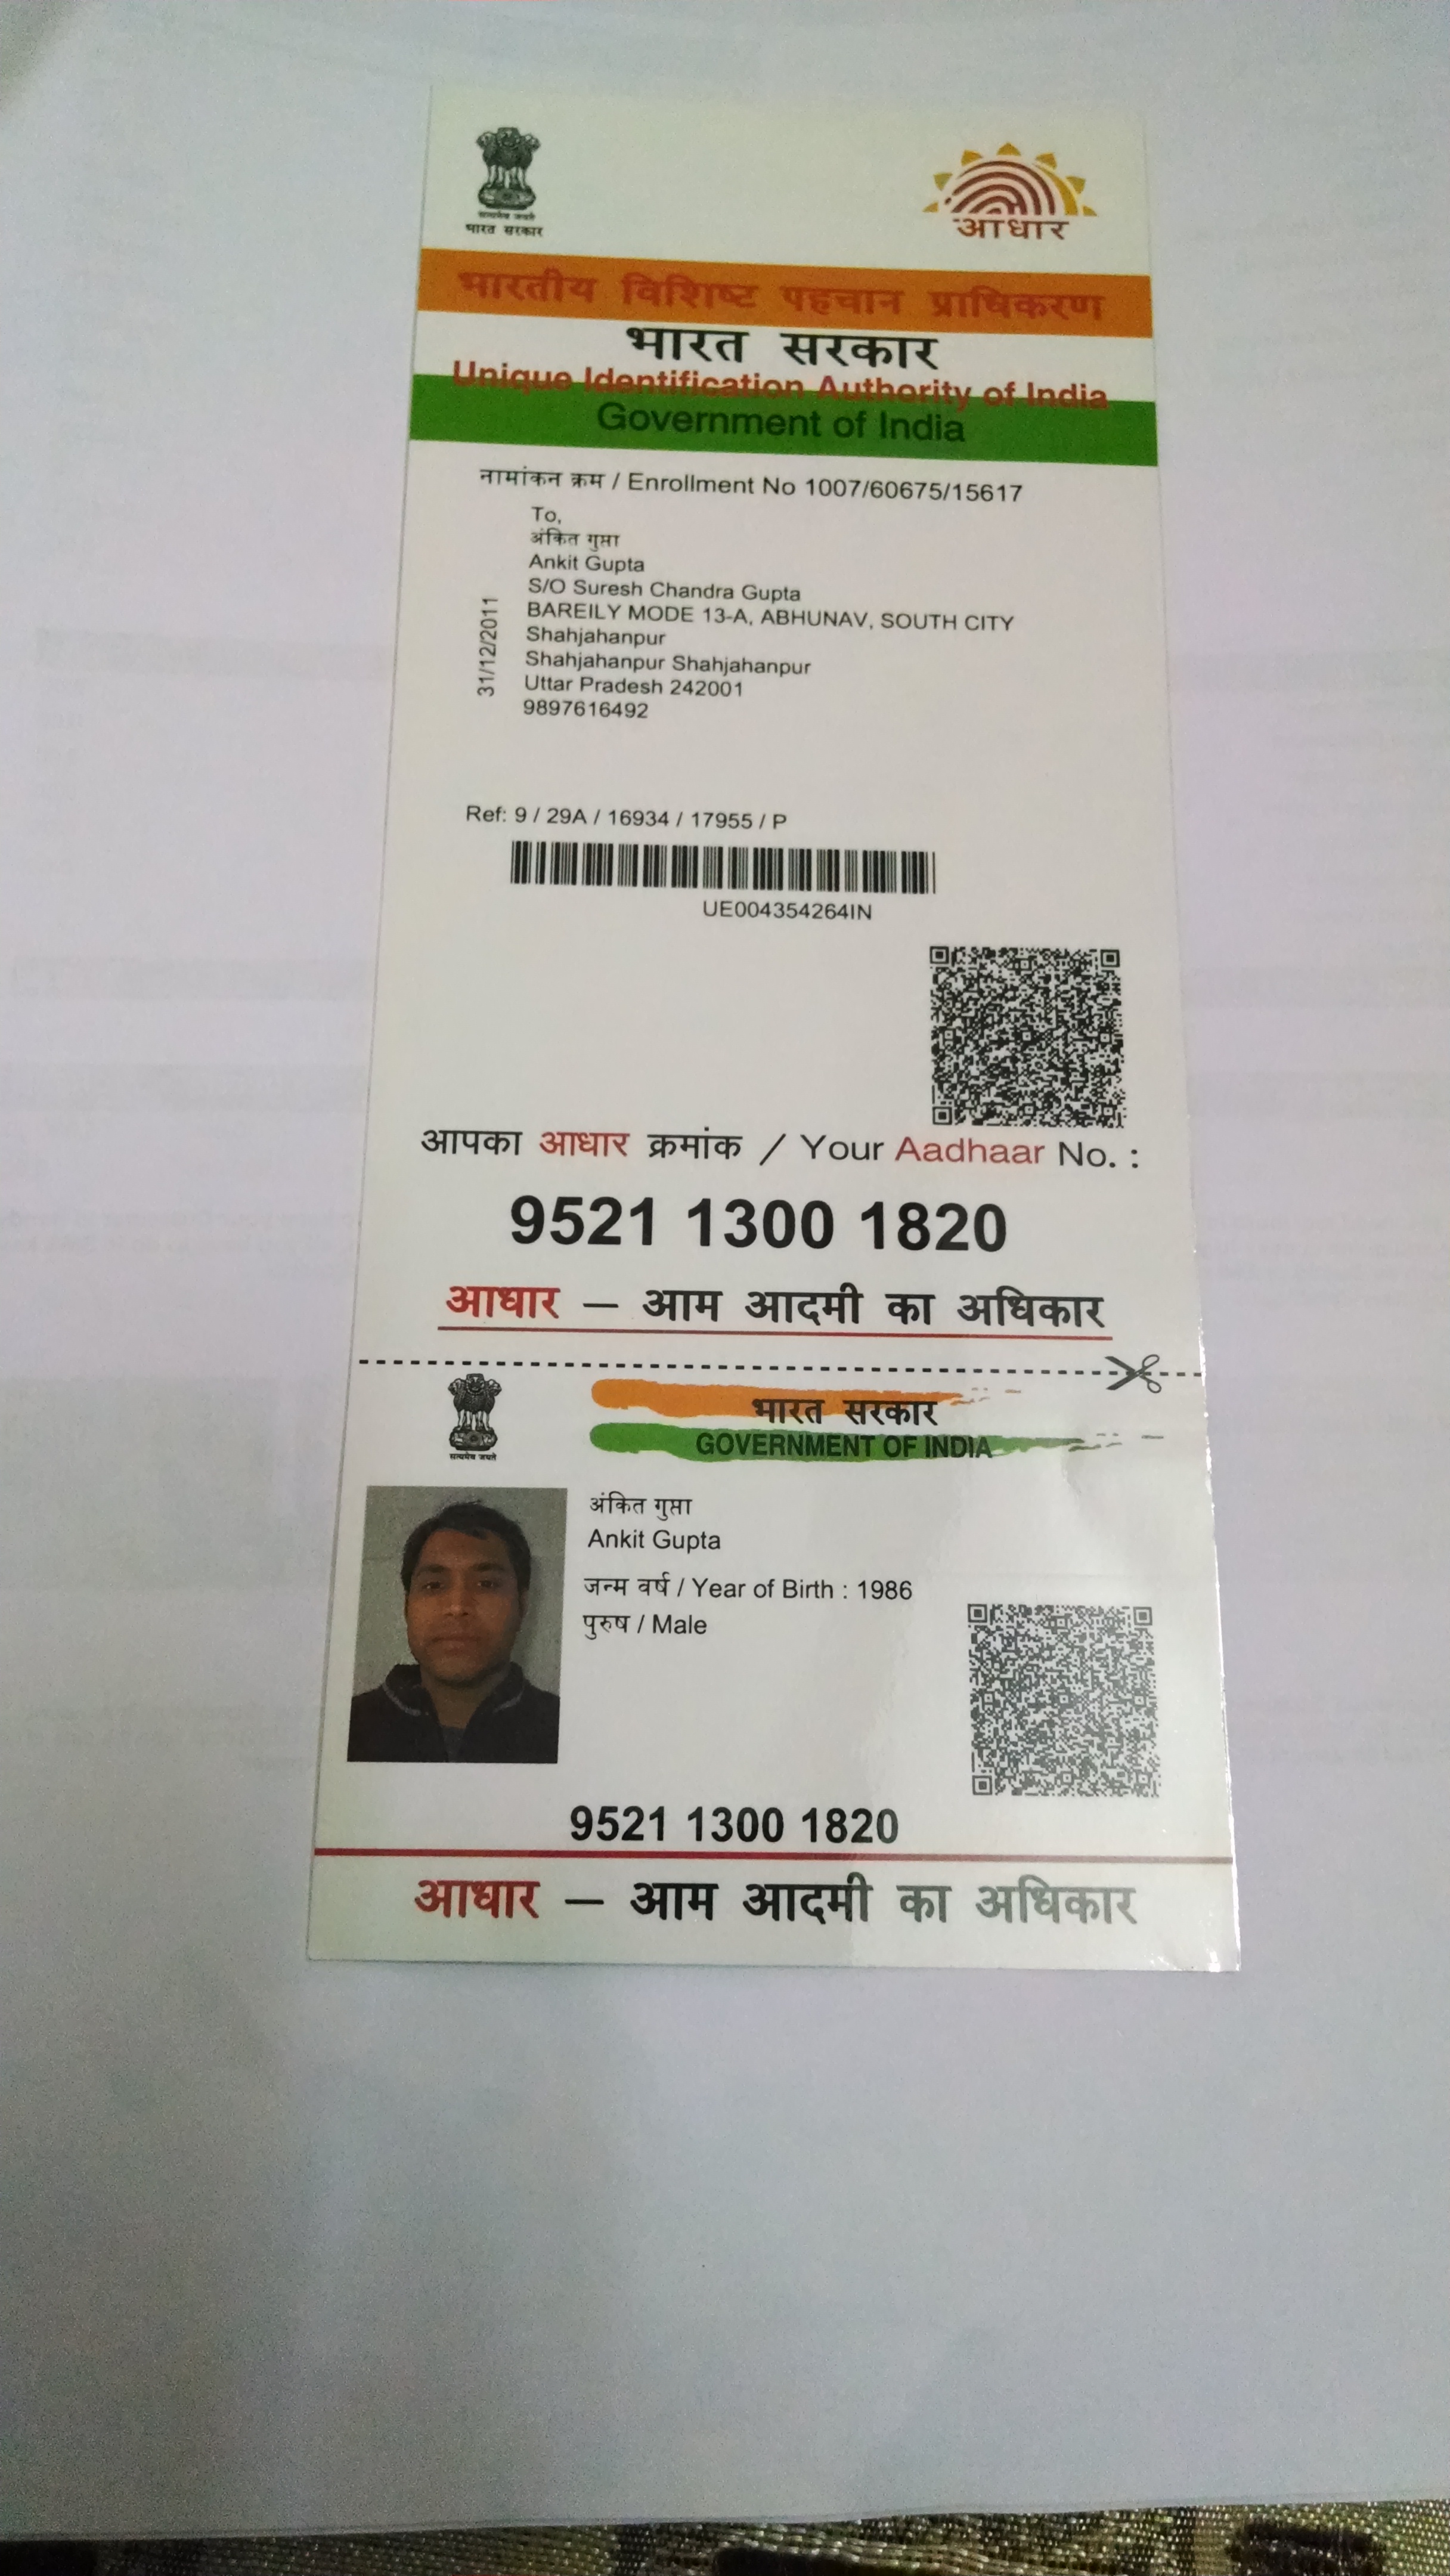 सत्यमेव जयते
भारत सरकार
आधार
भारतीय विशिष्ट पहचान प्राधिकरण
भारत सरकार
Unique Identification Authority of India
Government of India
नामांकन क्रम / Enrollment No 1007/60675/15617
To,
अंकित गुप्ता
Ankit Gupta
S/O Suresh Chandra Gupta
BAREILY MODE 13-A, ABHUNAV, SOUTH CITY
Shahjahanpur
Shahjahanpur Shahjahanpur
Uttar Pradesh 242001
9897616492
31/12/2011
Ref: 9 / 29A / 16934 / 17955 / P
UE004354264IN
आपका आधार क्रमांक / Your Aadhaar No. :
9521 1300 1820
आधार – आम आदमी का अधिकार
सत्यमेव जयते
भारत सरकार
GOVERNMENT OF INDIA
अंकित गुप्ता
Ankit Gupta
जन्म वर्ष / Year of Birth : 1986
पुरुष / Male
9521 1300 1820
आधार – आम आदमी का अधिकार